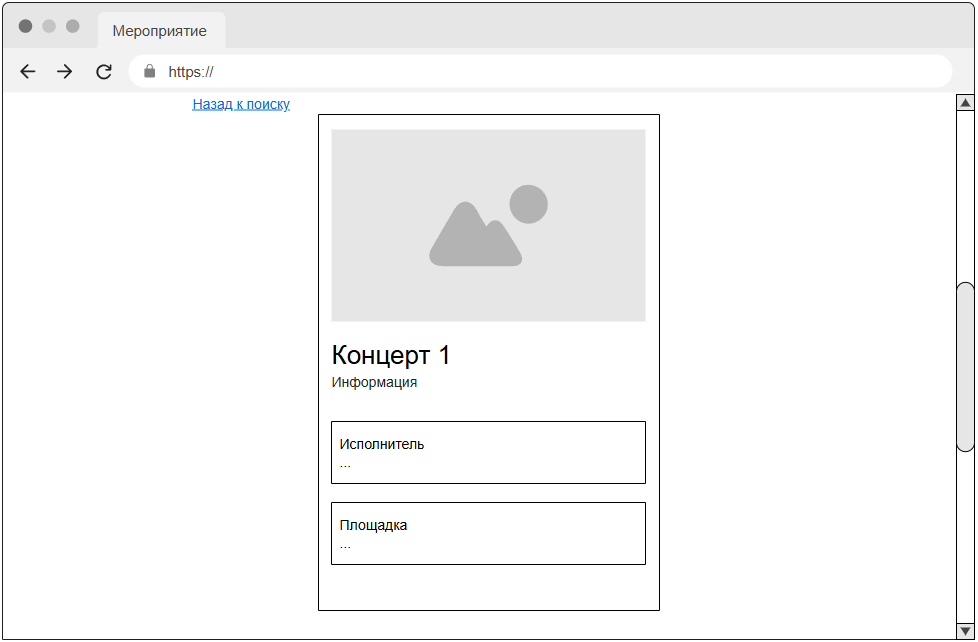 Мероприятие
https://
Назад к поиску
Концерт 1
Информация
Исполнитель
...
Площадка
...